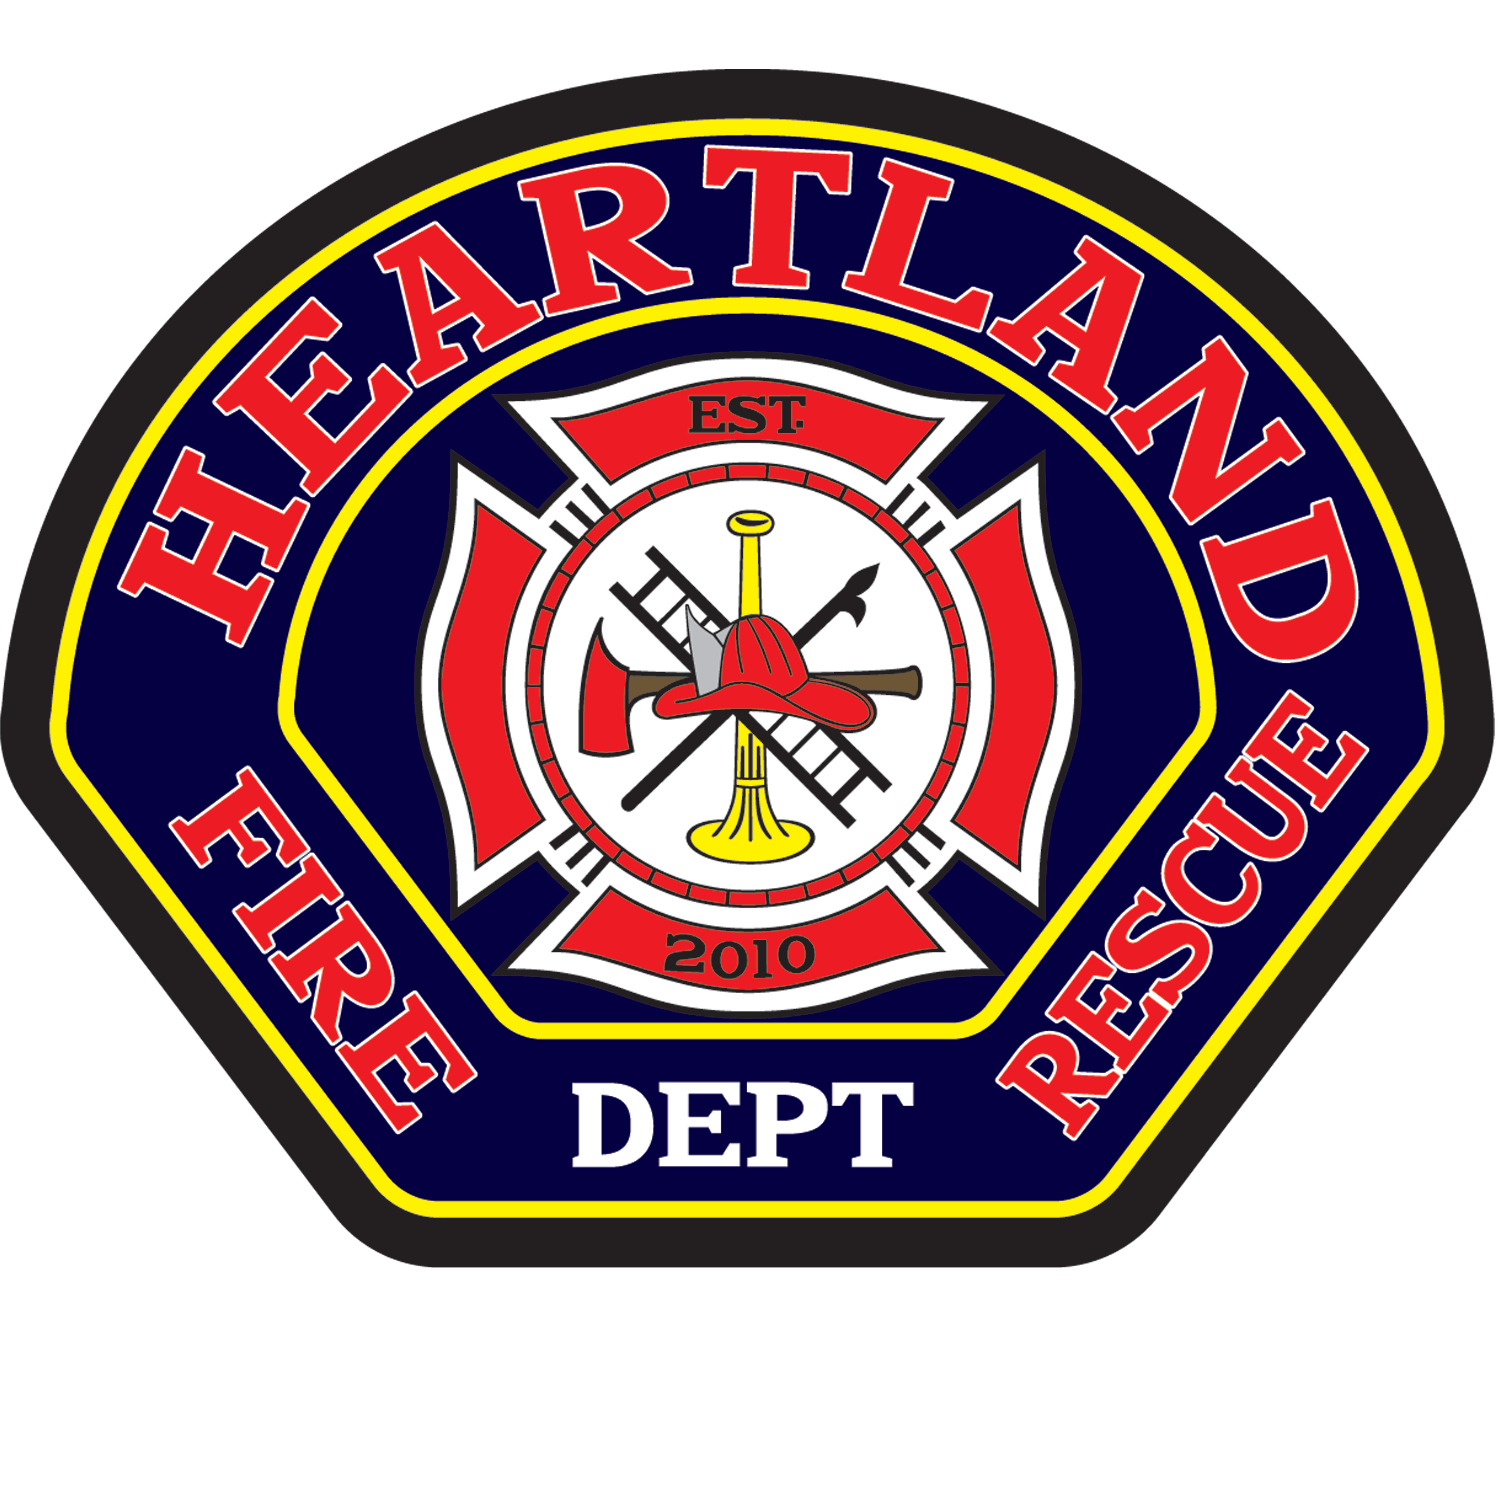 HEARTLAND
EST.
2010
FIRE
RESCUE
DEPT